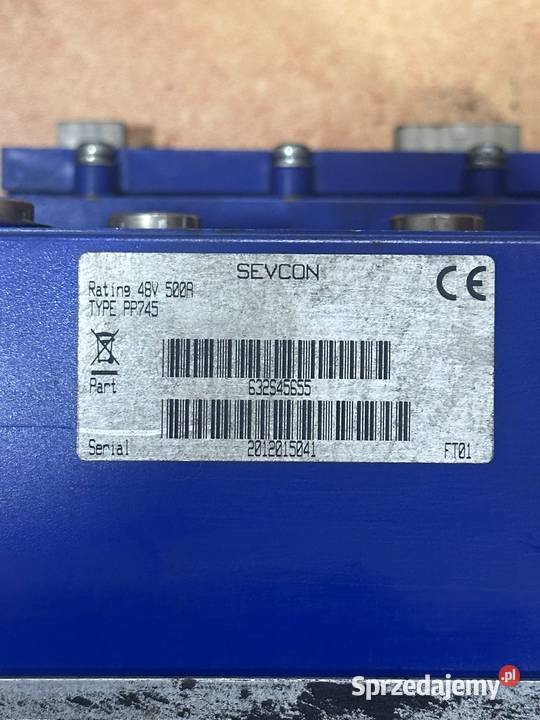 SEVCON
Rating 48V 500A
TYPE PP745
CE
Part
632S45655
Serial
2012015041
FT01
Sprzedajemy.pl